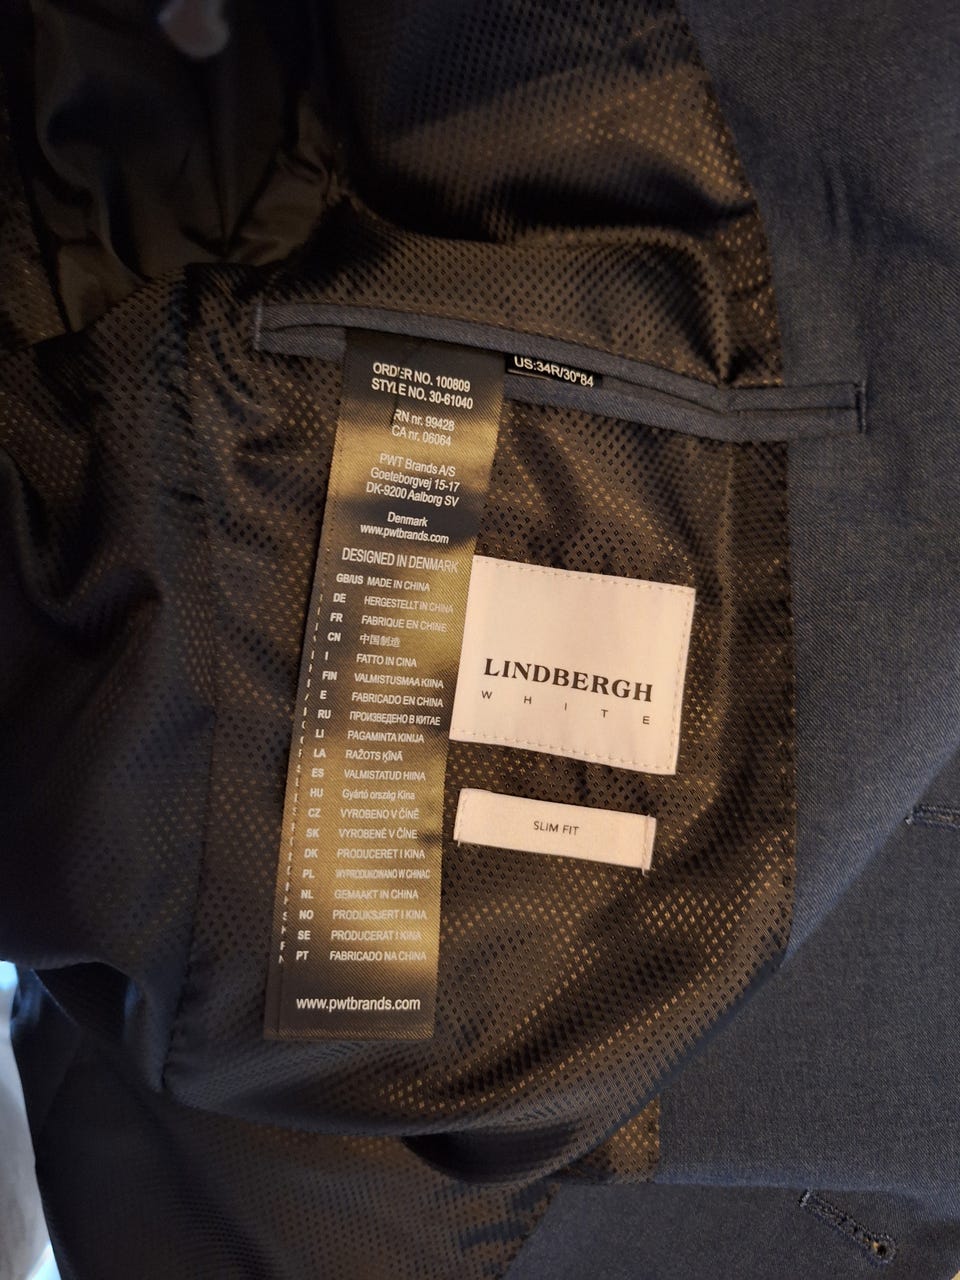 US:34R/30"84
ORDER NO. 100809
STYLE NO. 30-61040
RN nr. 99428
CA nr. 06064
PWT Brands A/S
Goeteborgvej 15-17
DK-9200 Aalborg SV
Denmark
www.pwtbrands.com
DESIGNED IN DENMARK
GB/US MADE IN CHINA
DE HERGESTELLT IN CHINA
FR FABRIQUE EN CHINE
CN 中国制造
I FATTO IN CINA
FIN VALMISTUSMAA KIINA
E FABRICADO EN CHINA
RU ПРОИЗВЕДЕНО В КИТАЕ
LI PAGAMINTA KINIJA
LA RAŽOTS ĶĪNĀ
ES VALMISTATUD HIINA
HU Gyártó ország Kína
CZ VYROBENO V ČÍNĚ
SK VYROBENÉ V ČÍNE
DK PRODUCERET I KINA
PL WYPRODUKOWANO W CHINAC
NL GEMAAKT IN CHINA
NO PRODUKSJERT I KINA
SE PRODUCERAT I KINA
PT FABRICADO NA CHINA
www.pwtbrands.com
LINDBERGH
WHITE
SLIM FIT